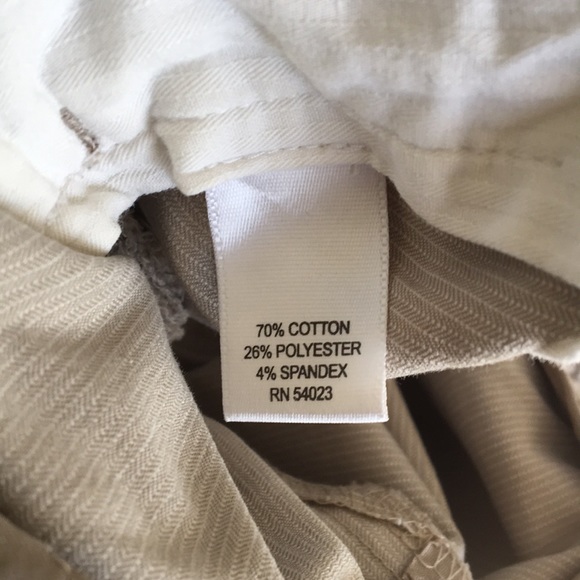 70% COTTON
26% POLYESTER
4% SPANDEX
RN 54023